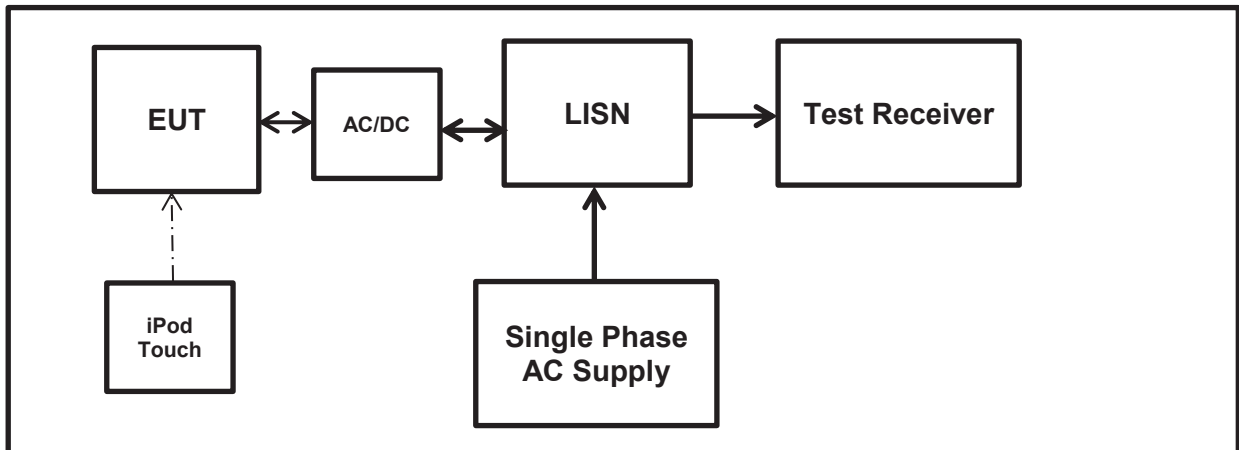 EUT
AC/DC
LISN
Test Receiver
iPod
Touch
Single Phase
AC Supply